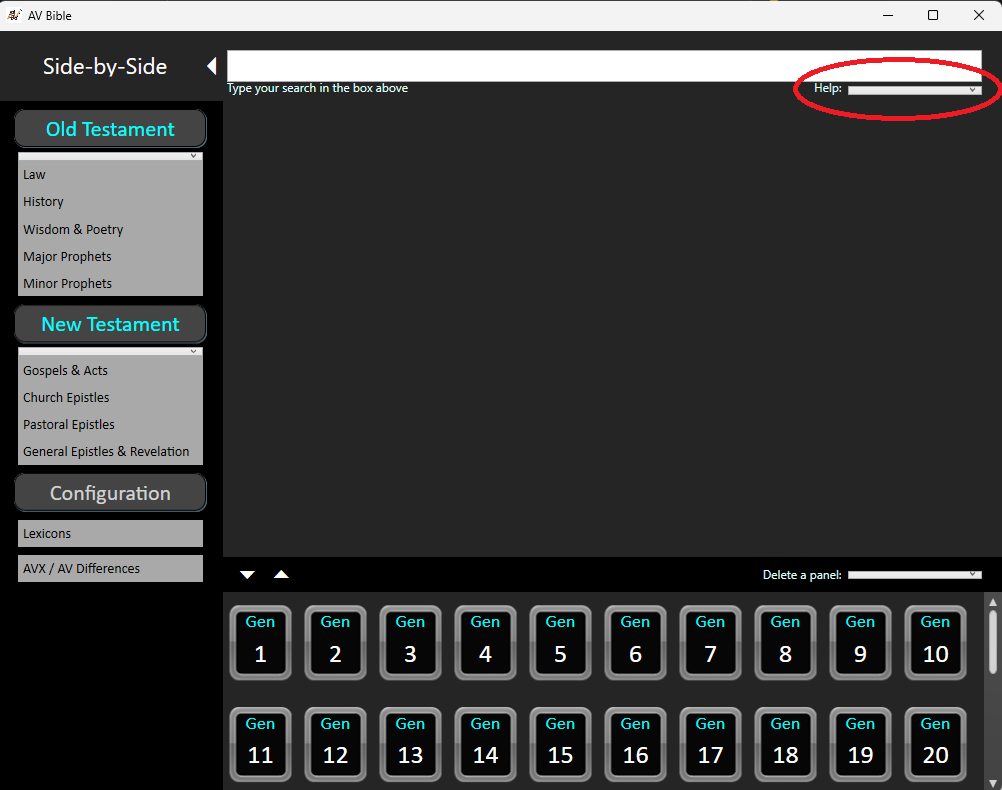 AV Bible
Side-by-Side
Type your search in the box above
Help:
Old Testament
Law
History
Wisdom & Poetry
Major Prophets
Minor Prophets
New Testament
Gospels & Acts
Church Epistles
Pastoral Epistles
General Epistles & Revelation
Configuration
Lexicons
AVX / AV Differences
Delete a panel:
Gen Gen Gen Gen Gen Gen Gen Gen Gen Gen
1 2 3 4 5 6 7 8 9 10
Gen Gen Gen Gen Gen Gen Gen Gen Gen Gen
11 12 13 14 15 16 17 18 19 20